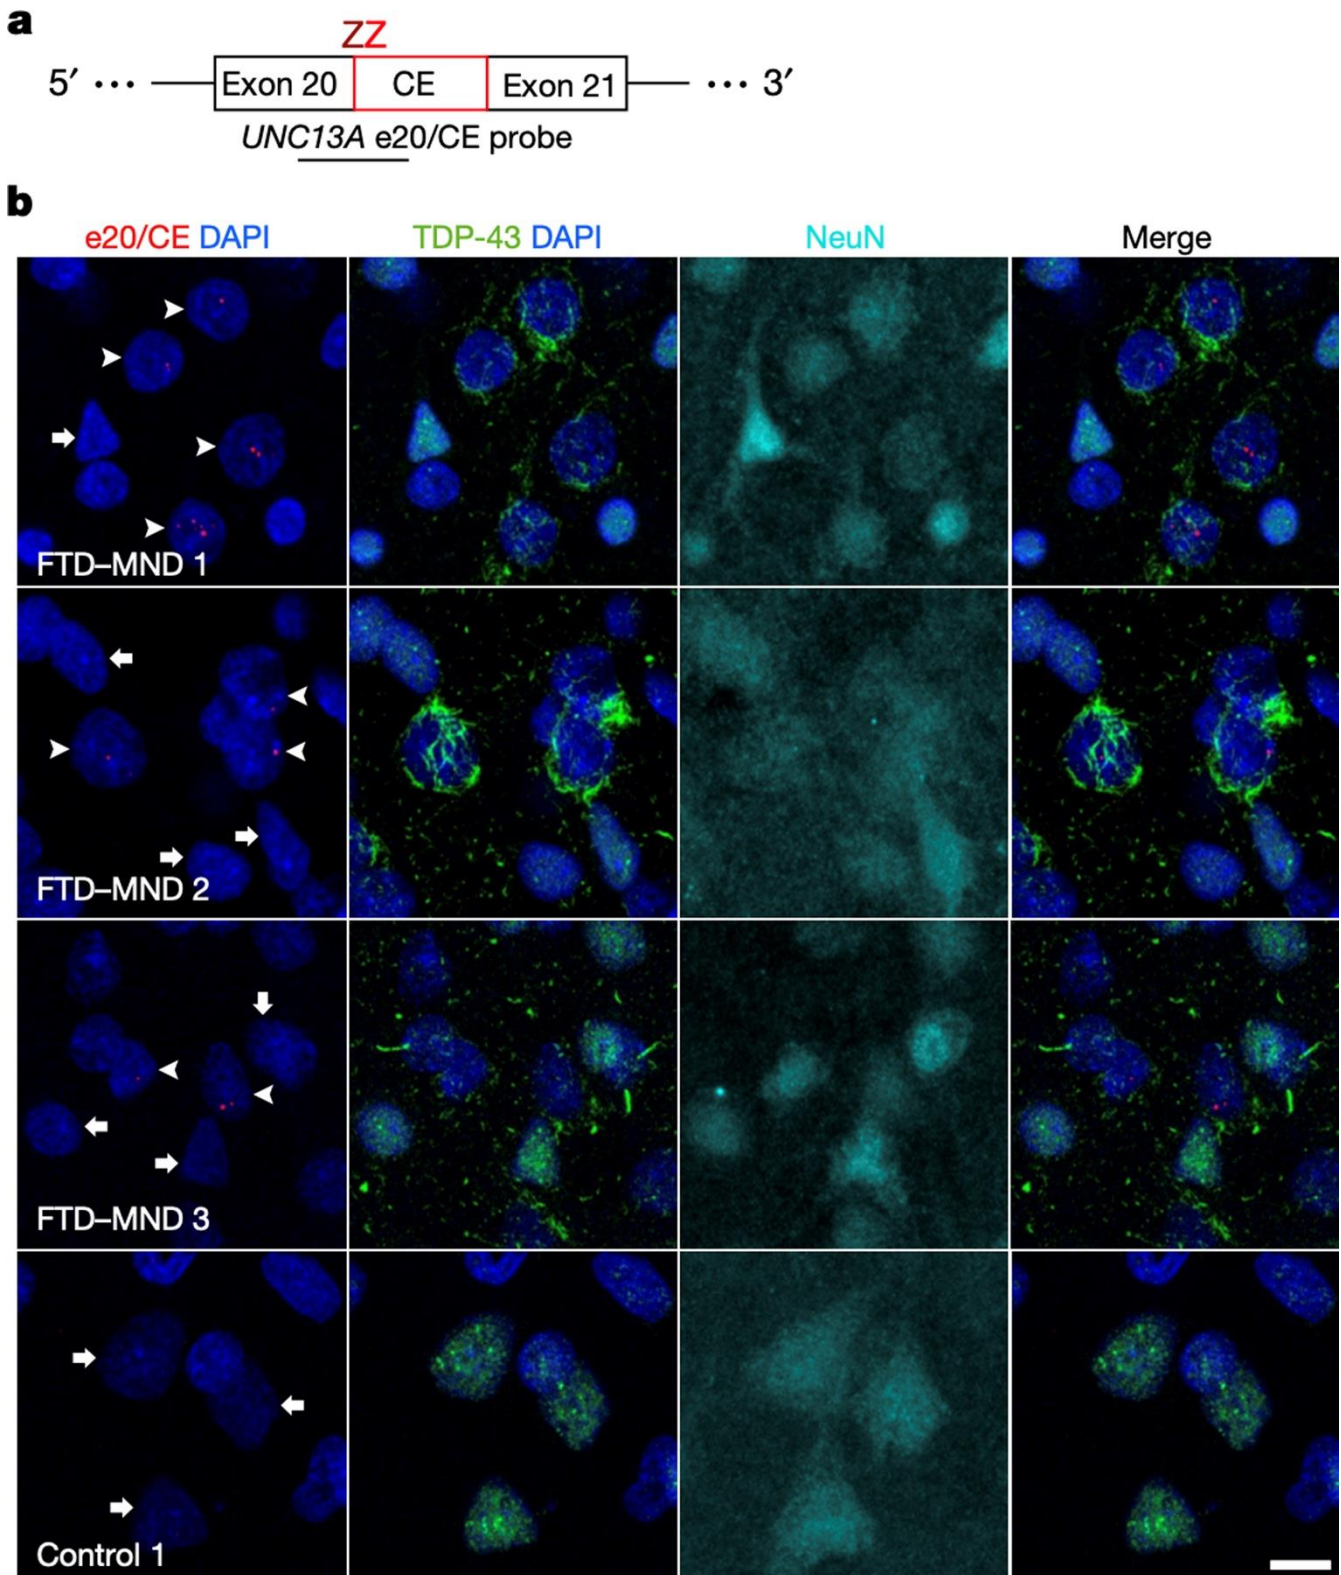 a
ZZ
5′ ··· Exon 20 CE Exon 21 ··· 3′
UNC13A e20/CE probe
b
e20/CE DAPI TDP-43 DAPI NeuN Merge
FTD–MND 1
FTD–MND 2
FTD–MND 3
Control 1